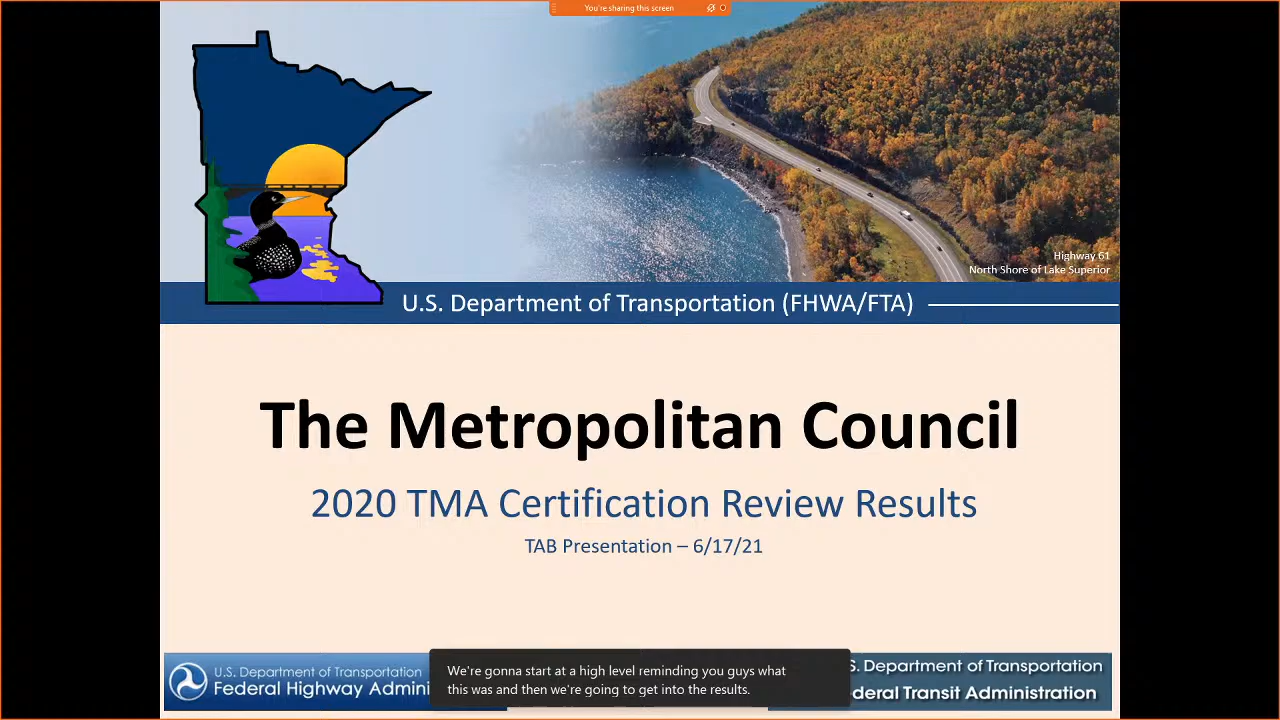 You're sharing this screen
Highway 61
North Shore of Lake Superior
U.S. Department of Transportation (FHWA/FTA)
The Metropolitan Council
2020 TMA Certification Review Results
TAB Presentation – 6/17/21
U.S. Department of Transportation
Federal Highway Admini
We're gonna start at a high level reminding you guys what
this was and then we're going to get into the results.
S. Department of Transportation
deral Transit Administration